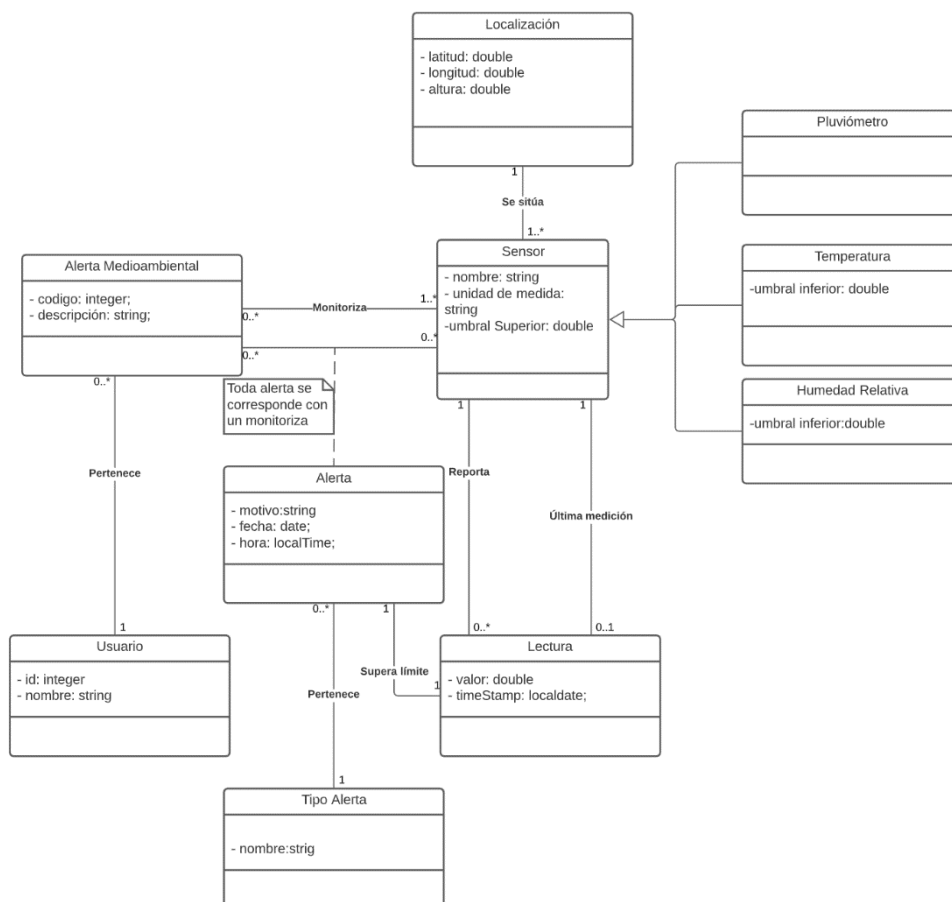 Localización
- latitud: double
- longitud: double
- altura: double
1
Se sitúa
1..*
Pluviómetro
Sensor
- nombre: string
- unidad de medida:
string
-umbral Superior: double
Temperatura
-umbral inferior: double
Humedad Relativa
-umbral inferior:double
Alerta Medioambiental
- codigo: integer;
- descripción: string;
Monitoriza
1..*
0..*
0..*
0..*
Toda alerta se
corresponde con
un monitoriza
0..*
Pertenece
1
1
1
Reporta
Última medición
0..*
0..1
Alerta
- motivo:string
- fecha: date;
- hora: localTime;
0..*
1
Supera límite
1
Pertenece
1
Usuario
- id: integer
- nombre: string
Lectura
- valor: double
- timeStamp: localdate;
Tipo Alerta
- nombre:strig